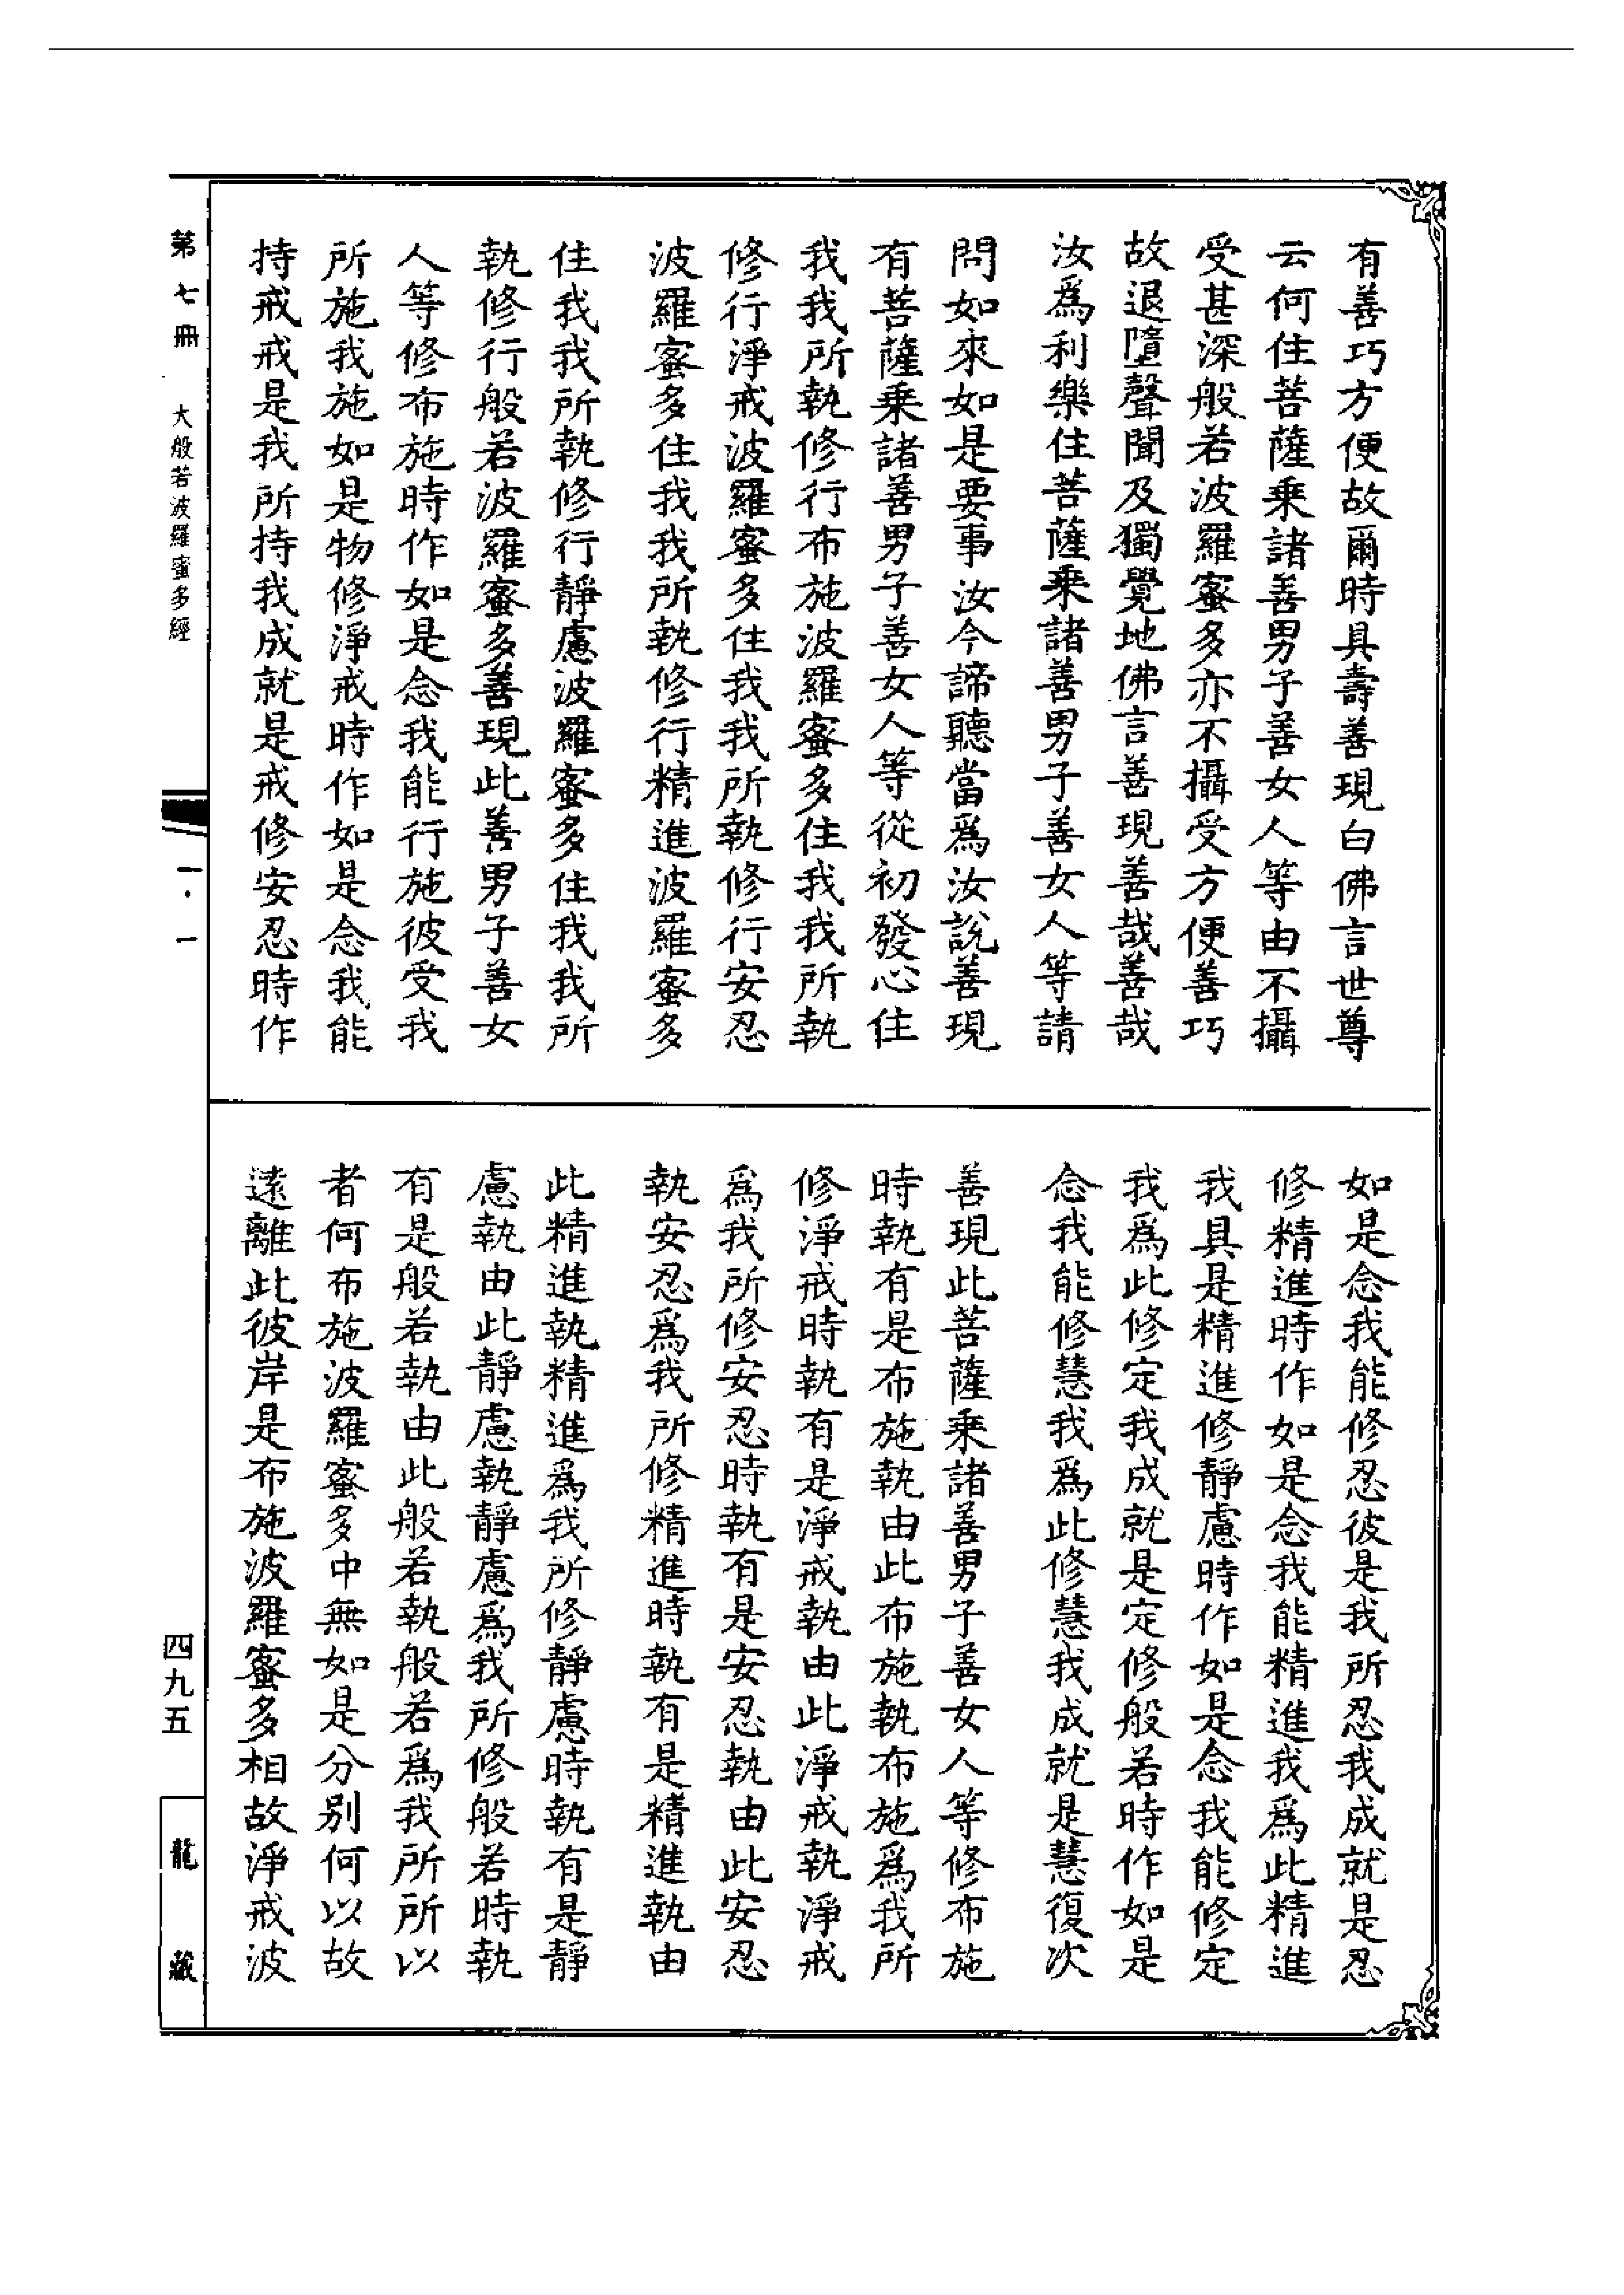 有善巧方便故爾時具壽善現白佛言世尊
云何住菩薩乘諸善男子善女人等由不攝
受甚深般若波羅蜜多亦不攝受方便善巧
故退墮聲聞及獨覺地佛言善現善哉善哉
汝爲利樂住菩薩乘諸善男子善女人等請
問如來如是要事汝今諦聽當爲汝說善現
有菩薩乘諸善男子善女人等從初發心住
我我所執修行布施波羅蜜多住我我所執
修行淨戒波羅蜜多住我我所執修行安忍
波羅蜜多住我我所執修行精進波羅蜜多
住我我所執修行靜慮波羅蜜多住我我所
執修行般若波羅蜜多善現此善男子善女
人等修布施時作如是念我能行施彼受我
所施我施如是物修淨戒時作如是念我能
持戒戒是我所持我成就是戒修安忍時作
如是念我能修忍彼是我所忍我成就是忍
修精進時作如是念我能精進我爲此精進
我具是精進修靜慮時作如是念我能修定
我爲此修定我成就是定修般若時作如是
念我能修慧我爲此修慧我成就是慧復次
善現此菩薩乘諸善男子善女人等修布施
時執有是布施執由此布施執布施爲我所
修淨戒時執有是淨戒執由此淨戒執淨戒
爲我所修安忍時執有是安忍執由此安忍
執安忍爲我所修精進時執有是精進執由
此精進執精進爲我所修靜慮時執有是靜
慮執由此靜慮執靜慮爲我所修般若時執
有是般若執由此般若執般若爲我所所以
者何布施波羅蜜多中無如是分別何以故
遠離此彼岸是布施波羅蜜多相故淨戒波
第七冊 大般若波羅蜜多經
一·一
四九五
龍藏